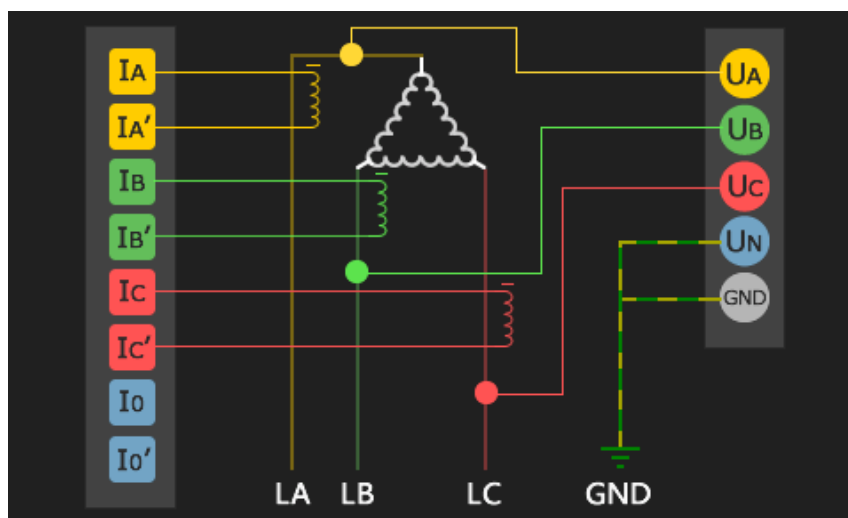 IA
IA'
IB
IB'
IC
IC'
I0
I0'
UA
UB
UC
UN
GND
LA LB LC GND